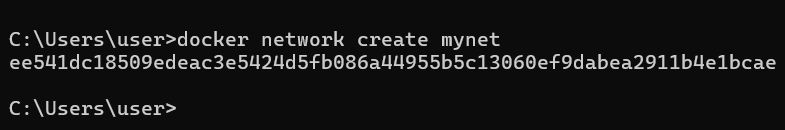 C:\Users\user>docker network create mynet
ee541dc18509edeac3e5424d5fb086a44955b5c13060ef9dabea2911b4e1bcae
C:\Users\user>